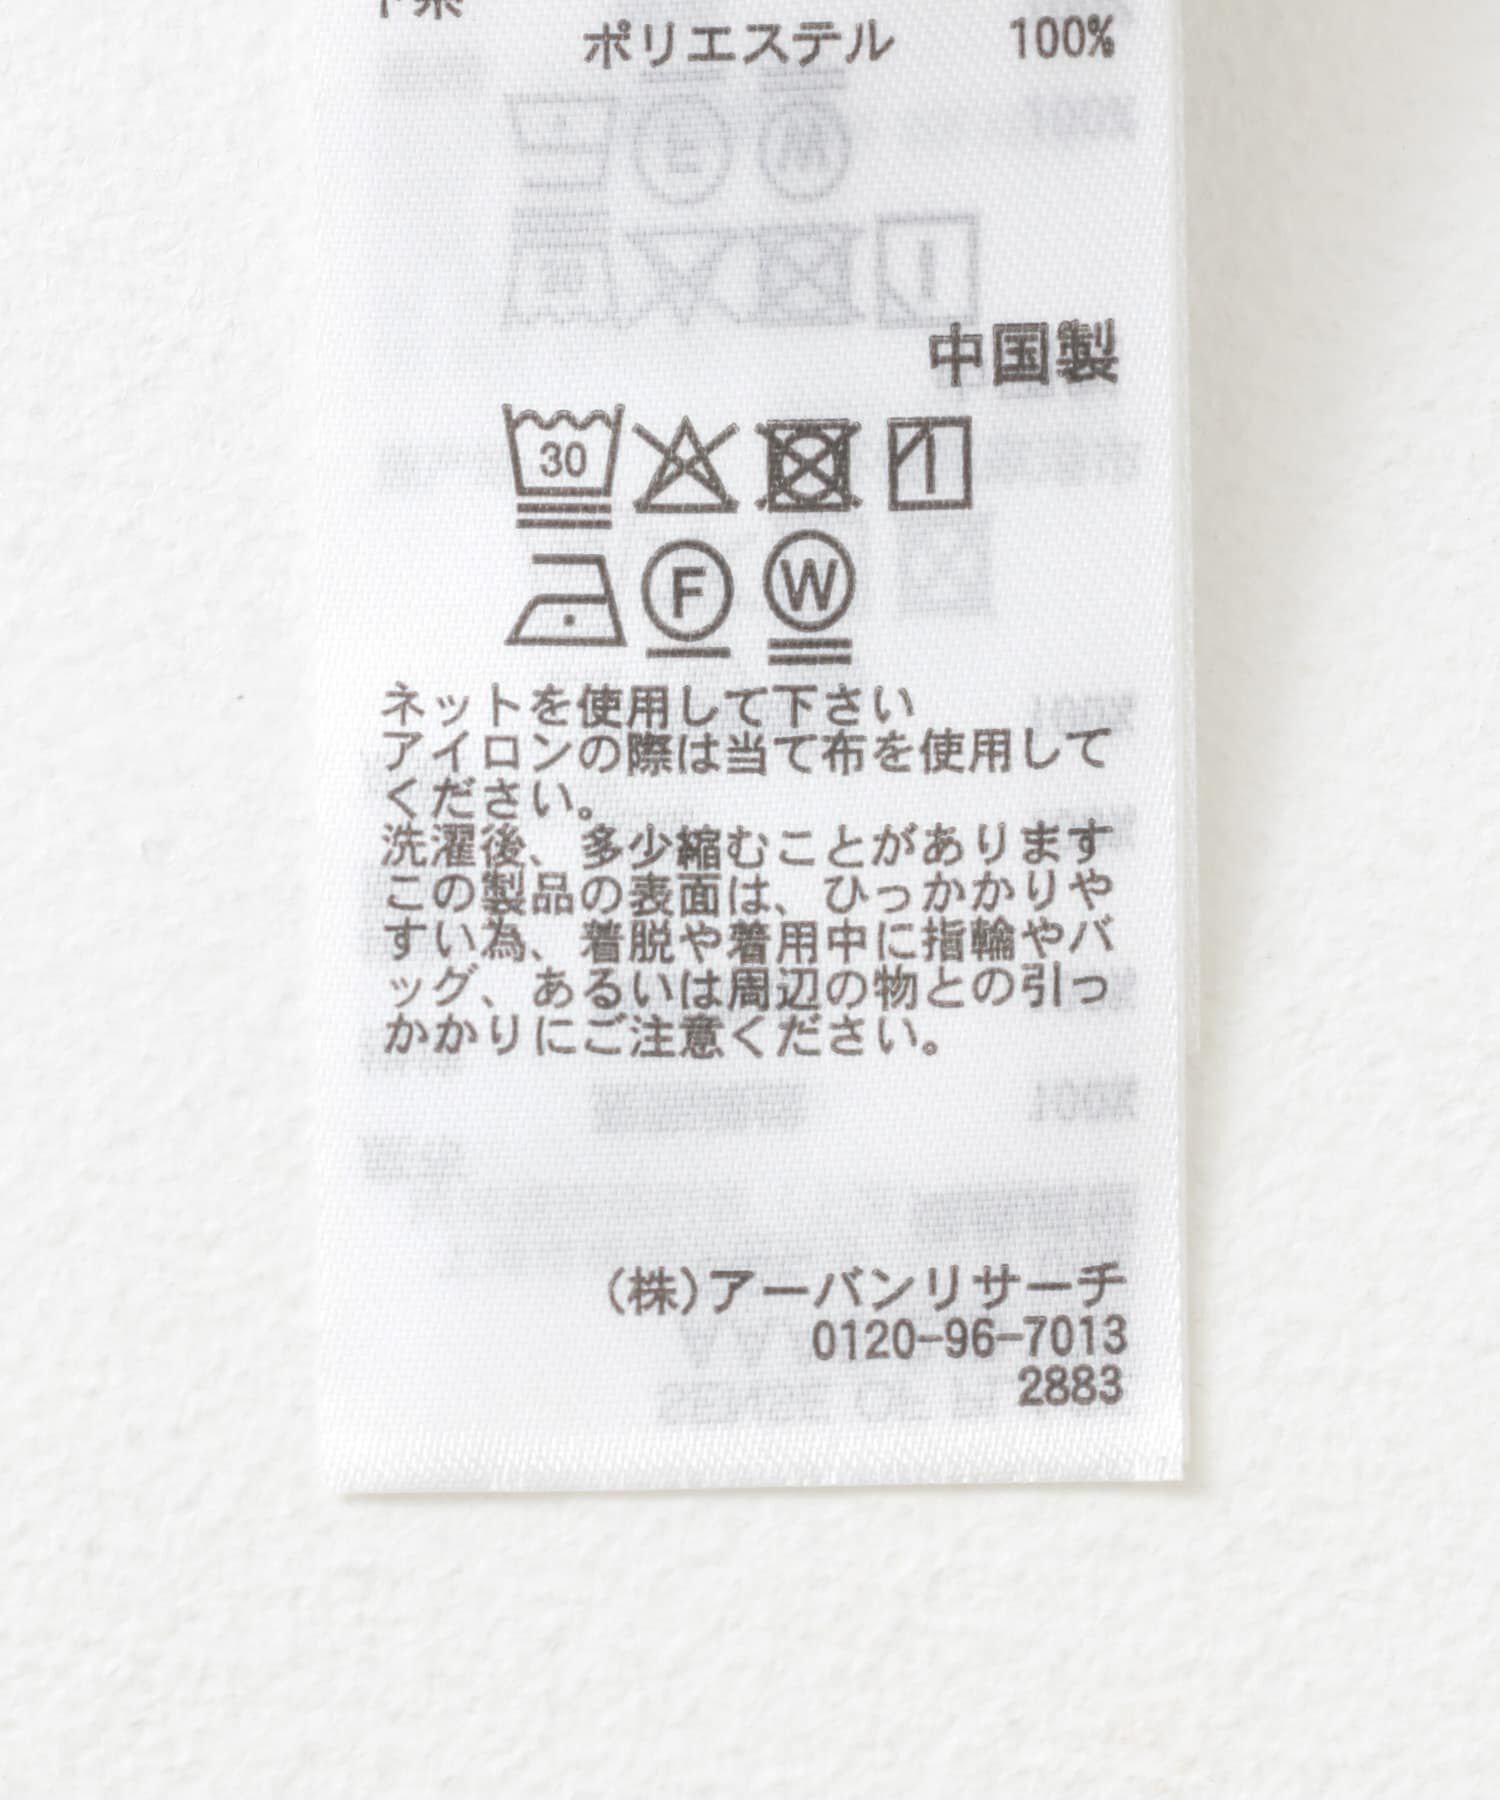 ポリエステル 100%
中国製
30
F W
ネットを使用して下さい
アイロンの際は当て布を使用して
ください。
洗濯後、多少縮むことがあります
この製品の表面は、ひっかかりや
すい為、着脱や着用中に指輪やバ
ッグ、あるいは周辺の物との引っ
かかりにご注意ください。
(株)アーバンリサーチ
0120-96-7013
2883